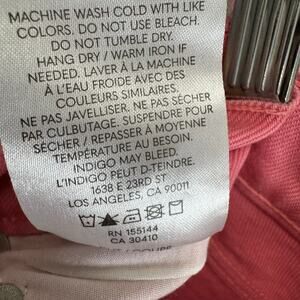 MACHINE WASH COLD WITH LIKE
COLORS. DO NOT USE BLEACH.
DO NOT TUMBLE DRY.
HANG DRY / WARM IRON IF
NEEDED. LAVER À LA MACHINE
À L'EAU FROIDE AVEC DES
COULEURS SIMILAIRES.
NE PAS JAVELLISER. NE PAS SÉCHER
PAR CULBUTAGE. SUSPENDRE POUR
SÉCHER / REPASSER À MOYENNE
TEMPÉRATURE AU BESOIN.
INDIGO MAY BLEED.
L'INDIGO PEUT D-TEINDRE.
1638 E 23RD ST
LOS ANGELES, CA 90011
RN 155144
CA 30410